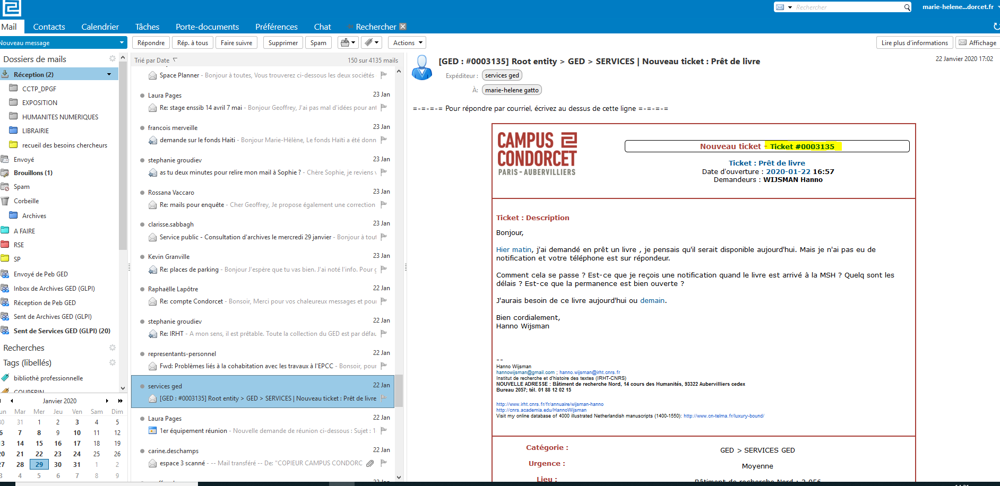 Rechercher
marie-helene...dorcet.fr
Mail Contacts Calendrier Tâches Porte-documents Préférences Chat Rechercher
Nouveau message
Répondre Rép. à tous Faire suivre Supprimer Spam Actions
Lire plus d'informations Affichage
Dossiers de mails
Réception (2)
CCTP_DPGF
EXPOSITION
HUMANITES NUMERIQUES
LIBRAIRIE
recueil des besoins chercheurs
Envoyé
Brouillons (1)
Spam
Corbeille
Archives
A FAIRE
RSE
SP
Envoyé de Peb GED
Inbox de Archives GED (GLPI)
Réception de Peb GED
Sent de Archives GED (GLPI)
Sent de Services GED (GLPI) (20)
Recherches
Tags (libellés)
bibliothè professionnelle
COUPERIN
Janvier 2020
un Mar Mer Jeu Ven Sam Dim
30 31 1 2 3 4 5
6 7 8 9 10 11 12
13 14 15 16 17 18 19
20 21 22 23 24 25 26
27 28 29 30 31 1 2
3 4 5 6 7 8 9
Trié par Date 150 sur 4135 mails
Space Planner - Bonjour à toutes, Vous trouverez ci-dessous les deux sociétés
Laura Pages 23 Jan
Re: stage enssib 14 avril 7 mai - Bonjour Geoffrey, J'ai pas mal d'idées pour ant
francois merveille 23 Jan
demande sur le fonds Haiti - Bonjour Marie-Hélène, Le fonds Haïti a été donn
stephanie groudiev 23 Jan
as tu deux minutes pour relire mon mail à Sophie ? - Chère Sophie, je reviens v
Rossana Vaccaro 23 Jan
Re: mails pour enquête - Cher Geoffrey, Je propose également une correction
clarisse.sabbagh 23 Jan
Service public - Consultation d'archives le mercredi 29 janvier - Bonjour à tout
Kevin Granville 23 Jan
Re: places de parking - Bonjour J'espère que tu vas bien. J'ai noté l'info. Pour g
Raphaëlle Lapôtre 22 Jan
Re: compte Condorcet - Bonsoir, Merci pour vos chaleureux messages et pour
stephanie groudiev 22 Jan
Re: IRHT - A mon sens, il est prêtable. Toute la collection du GED est par défau
representants-personnel 22 Jan
Fwd: Problèmes liés à la cohabitation avec les travaux à l'EPCC - Bonsoir, pour
services ged 22 Jan
[GED : #0003135] Root entity > GED > SERVICES | Nouveau ticket : Prêt de livre
Laura Pages 22 Jan
1er équipement réunion - Nouvelle demande de réunion ci-dessous : Sujet : 1
carine.deschamps 22 Jan
espace 3 scanné - -- Mail transféré -- De: "COPIEUR CAMPUS CONDORC
[GED : #0003135] Root entity > GED > SERVICES | Nouveau ticket : Prêt de livre
22 Janvier 2020 17:02
Expéditeur : services ged
À: marie-helene gatto
=-=-=-= Pour répondre par courriel, écrivez au dessus de cette ligne =-=-=-=
CAMPUS
CONDORCET
PARIS - AUBERVILLIERS
Nouveau ticket - Ticket #0003135
Ticket : Prêt de livre
Date d'ouverture : 2020-01-22 16:57
Demandeurs : WIJSMAN Hanno
Ticket : Description
Bonjour,
Hier matin, j'ai demandé en prêt un livre , je pensais qu'il serait disponible aujourd'hui. Mais je n'ai pas eu de
notification et votre téléphone est sur répondeur.
Comment cela se passe ? Est-ce que je reçois une notification quand le livre est arrivé à la MSH ? Quelq sont les
délais ? Est-ce que la permanence est bien ouverte ?
J'aurais besoin de ce livre aujourd'hui ou demain.
Bien cordialement,
Hanno Wijsman
--
Hanno Wijsman
hannowijsman@gmail.com ; hanno.wijsman@irht.cnrs.fr
Institut de recherche et d'histoire des textes (IRHT-CNRS)
NOUVELLE ADRESSE : Bâtiment de recherche Nord, 14 cours des Humanités, 93322 Aubervilliers cedex
Bureau 2057; tél. 01 88 12 02 15
http://www.irht.cnrs.fr/fr/annuaire/wijsman-hanno
http://cnrs.academia.edu/HannoWijsman
Visit my online database of 4000 illustrated Netherlandish manuscripts (1400-1550): http://www.cn-telma.fr/luxury-bound/
Catégorie : GED > SERVICES GED
Urgence : Moyenne
Lieu : Bâtiment de recherche Nord : 2.056